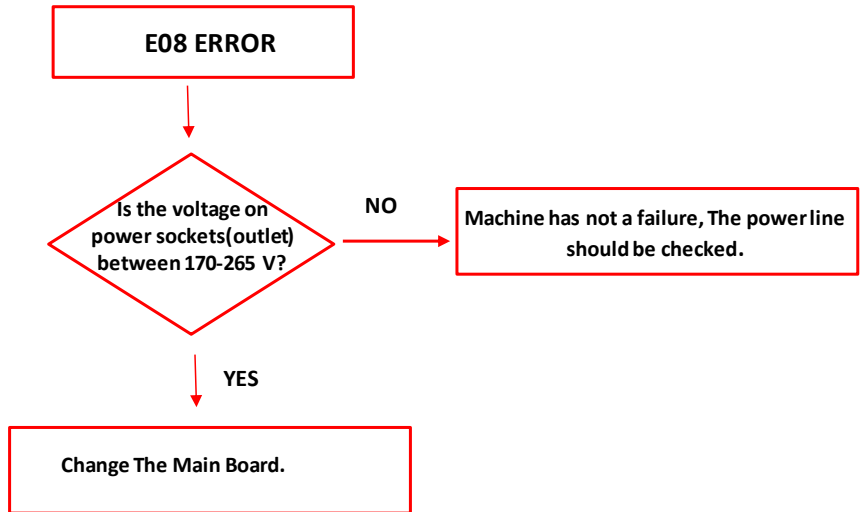 E08 ERROR
Is the voltage on
power sockets(outlet)
between 170-265 V?
NO
Machine has not a failure, The power line
should be checked.
YES
Change The Main Board.